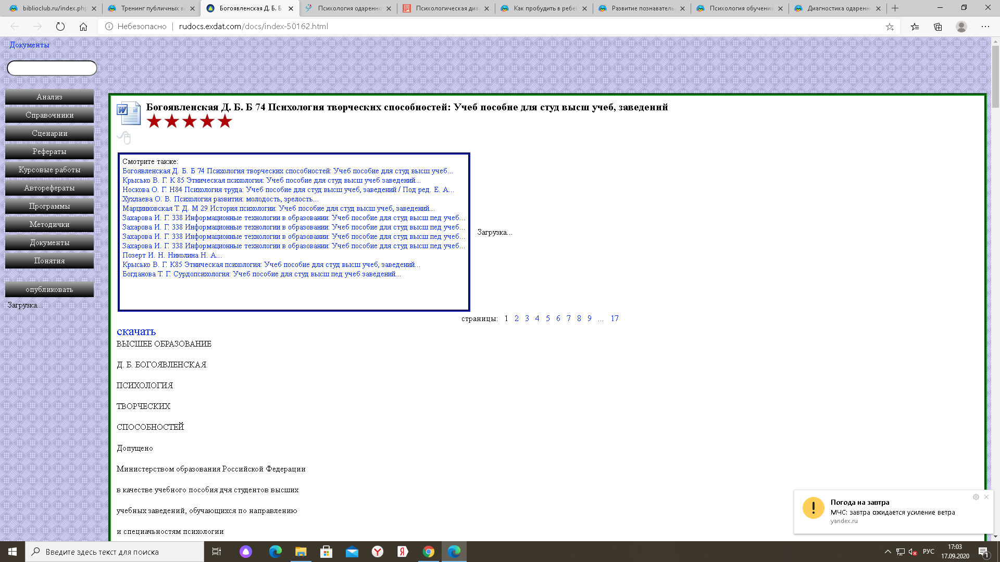 biblioclub.ru/index.php
Тренинг публичных вы
Богоявленская Д. Б. Б
Психология одаренно
Психологическая диа
Как пробудить в ребен
Развитие познаватель
Психология обучения
Диагностика одаренн
Небезопасно
rudocs.exdat.com/docs/index-50162.html
Документы
Анализ
Справочники
Сценарии
Рефераты
Курсовые работы
Авторефераты
Программы
Методички
Документы
Понятия
опубликовать
Загрузка...
Богоявленская Д. Б. Б 74 Психология творческих способностей: Учеб пособие для студ высш учеб, заведений
Смотрите также:
Богоявленская Д. Б. Б 74 Психология творческих способностей: Учеб пособие для студ высш учеб...
Крысько В. Г. К 85 Этническая психология: Учеб пособие для студ высш учеб заведений...
Носкова О. Г. Н84 Психология труда: Учеб пособие для студ высш учеб, заведений / Под ред. Е. А...
Хухлаева О. В. Психология развития: молодость, зрелость...
Марцинковская Т. Д. М 29 История психологии: Учеб пособие для студ высш учеб, заведений...
Захарова И. Г. 338 Информационные технологии в образовании: Учеб пособие для студ высш пед учеб...
Захарова И. Г. 338 Информационные технологии в образовании: Учеб пособие для студ высш пед учеб...
Захарова И. Г. 338 Информационные технологии в образовании: Учеб пособие для студ высш пед учеб...
Захарова И. Г. 338 Информационные технологии в образовании: Учеб пособие для студ высш пед учеб...
Позерт И. Н. Николина Н. А...
Крысько В. Г. К85 Этническая психология: Учеб пособие для студ высш учеб, заведений...
Богданова Т. Г. Сурдопсихология: Учеб пособие для студ высш пед учеб заведений...
Загрузка...
страницы: 1 2 3 4 5 6 7 8 9 ... 17
скачать
ВЫСШЕЕ ОБРАЗОВАНИЕ
Д. Б. БОГОЯВЛЕНСКАЯ
ПСИХОЛОГИЯ
ТВОРЧЕСКИХ
СПОСОБНОСТЕЙ
Допущено
Министерством образования Российской Федерации
в качестве учебного пособия дчя студентов высших
учебных заведений, обучающихся по направлению
и специачьностям психологии
Погода на завтра
МЧС: завтра ожидается усиление ветра
yandex.ru
Введите здесь текст для поиска
РУС
17:03
17.09.2020
1